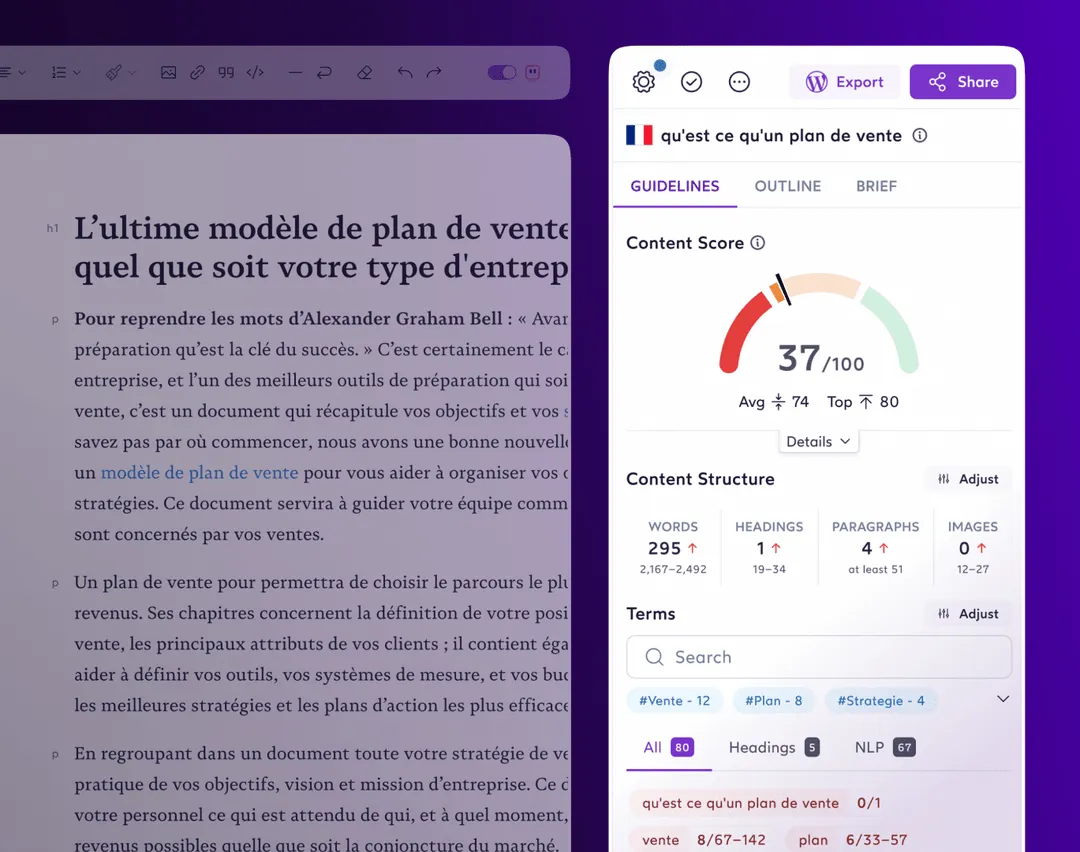 h1
L’ultime modèle de plan de vente
quel que soit votre type d'entrep
p
Pour reprendre les mots d’Alexander Graham Bell : « Avan
préparation qu’est la clé du succès. » C’est certainement le
entreprise, et l’un des meilleurs outils de préparation qui soi
vente, c’est un document qui récapitule vos objectifs et vos
savez pas par où commencer, nous avons une bonne nouvelle
un modèle de plan de vente pour vous aider à organiser vos
stratégies. Ce document servira à guider votre équipe comm
sont concernés par vos ventes.
p
Un plan de vente pour permettra de choisir le parcours le plu
revenus. Ses chapitres concernent la définition de votre posi
vente, les principaux attributs de vos clients ; il contient éga
aider à définir vos outils, vos systèmes de mesure, et vos bud
les meilleures stratégies et les plans d’action les plus efficace
p
En regroupant dans un document toute votre stratégie de ve
pratique de vos objectifs, vision et mission d’entreprise. Ce d
votre personnel ce qui est attendu de qui, et à quel moment,
revenus possibles quelle que soit la conjoncture du marché.
Export
Share
qu'est ce qu'un plan de vente
GUIDELINES OUTLINE BRIEF
Content Score
37/100
Avg 74 Top 80
Details
Content Structure Adjust
WORDS HEADINGS PARAGRAPHS IMAGES
295 1 4 0
2,167–2,492 19–34 at least 51 12–27
Terms Adjust
Search
#Vente - 12 #Plan - 8 #Strategie - 4
All 80 Headings 5 NLP 67
qu'est ce qu'un plan de vente 0/1
vente 8/67–142 plan 6/33–57